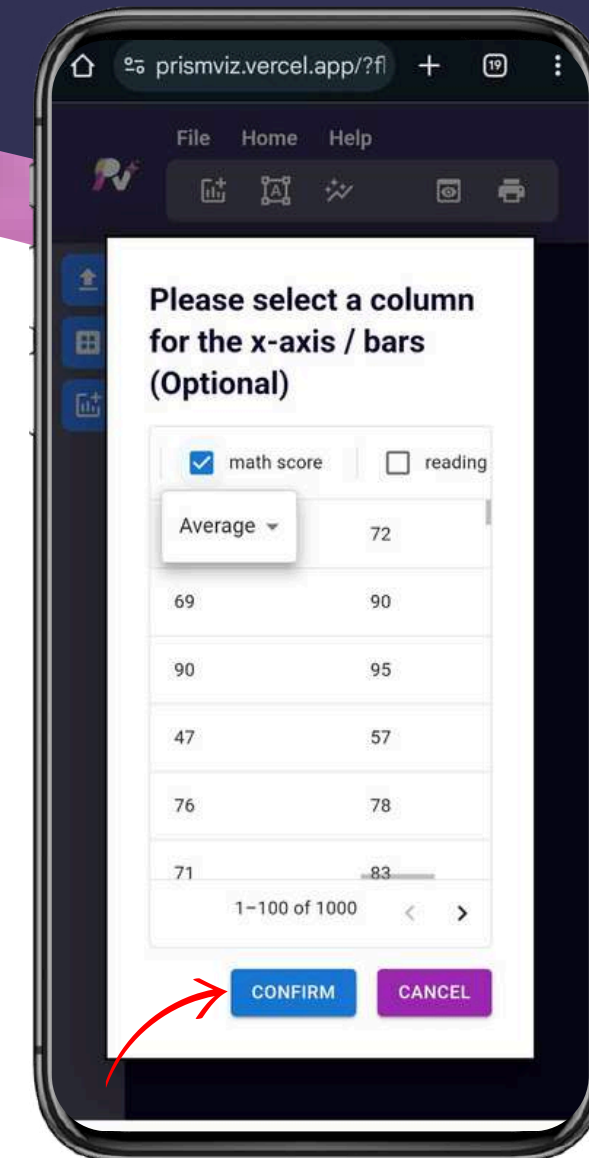 prismviz.vercel.app/?fl
19
File Home Help
PV
A
Please select a column
for the x-axis / bars
(Optional)
math score reading
Average 72
69 90
90 95
47 57
76 78
71 83
1–100 of 1000
CONFIRM CANCEL